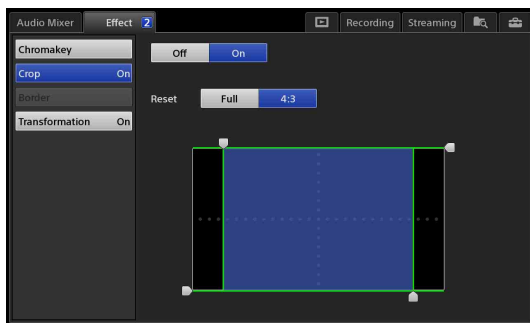 Audio Mixer Effect 2 Recording Streaming
Chromakey
Off On
Crop On
Border
Reset Full 4:3
Transformation On